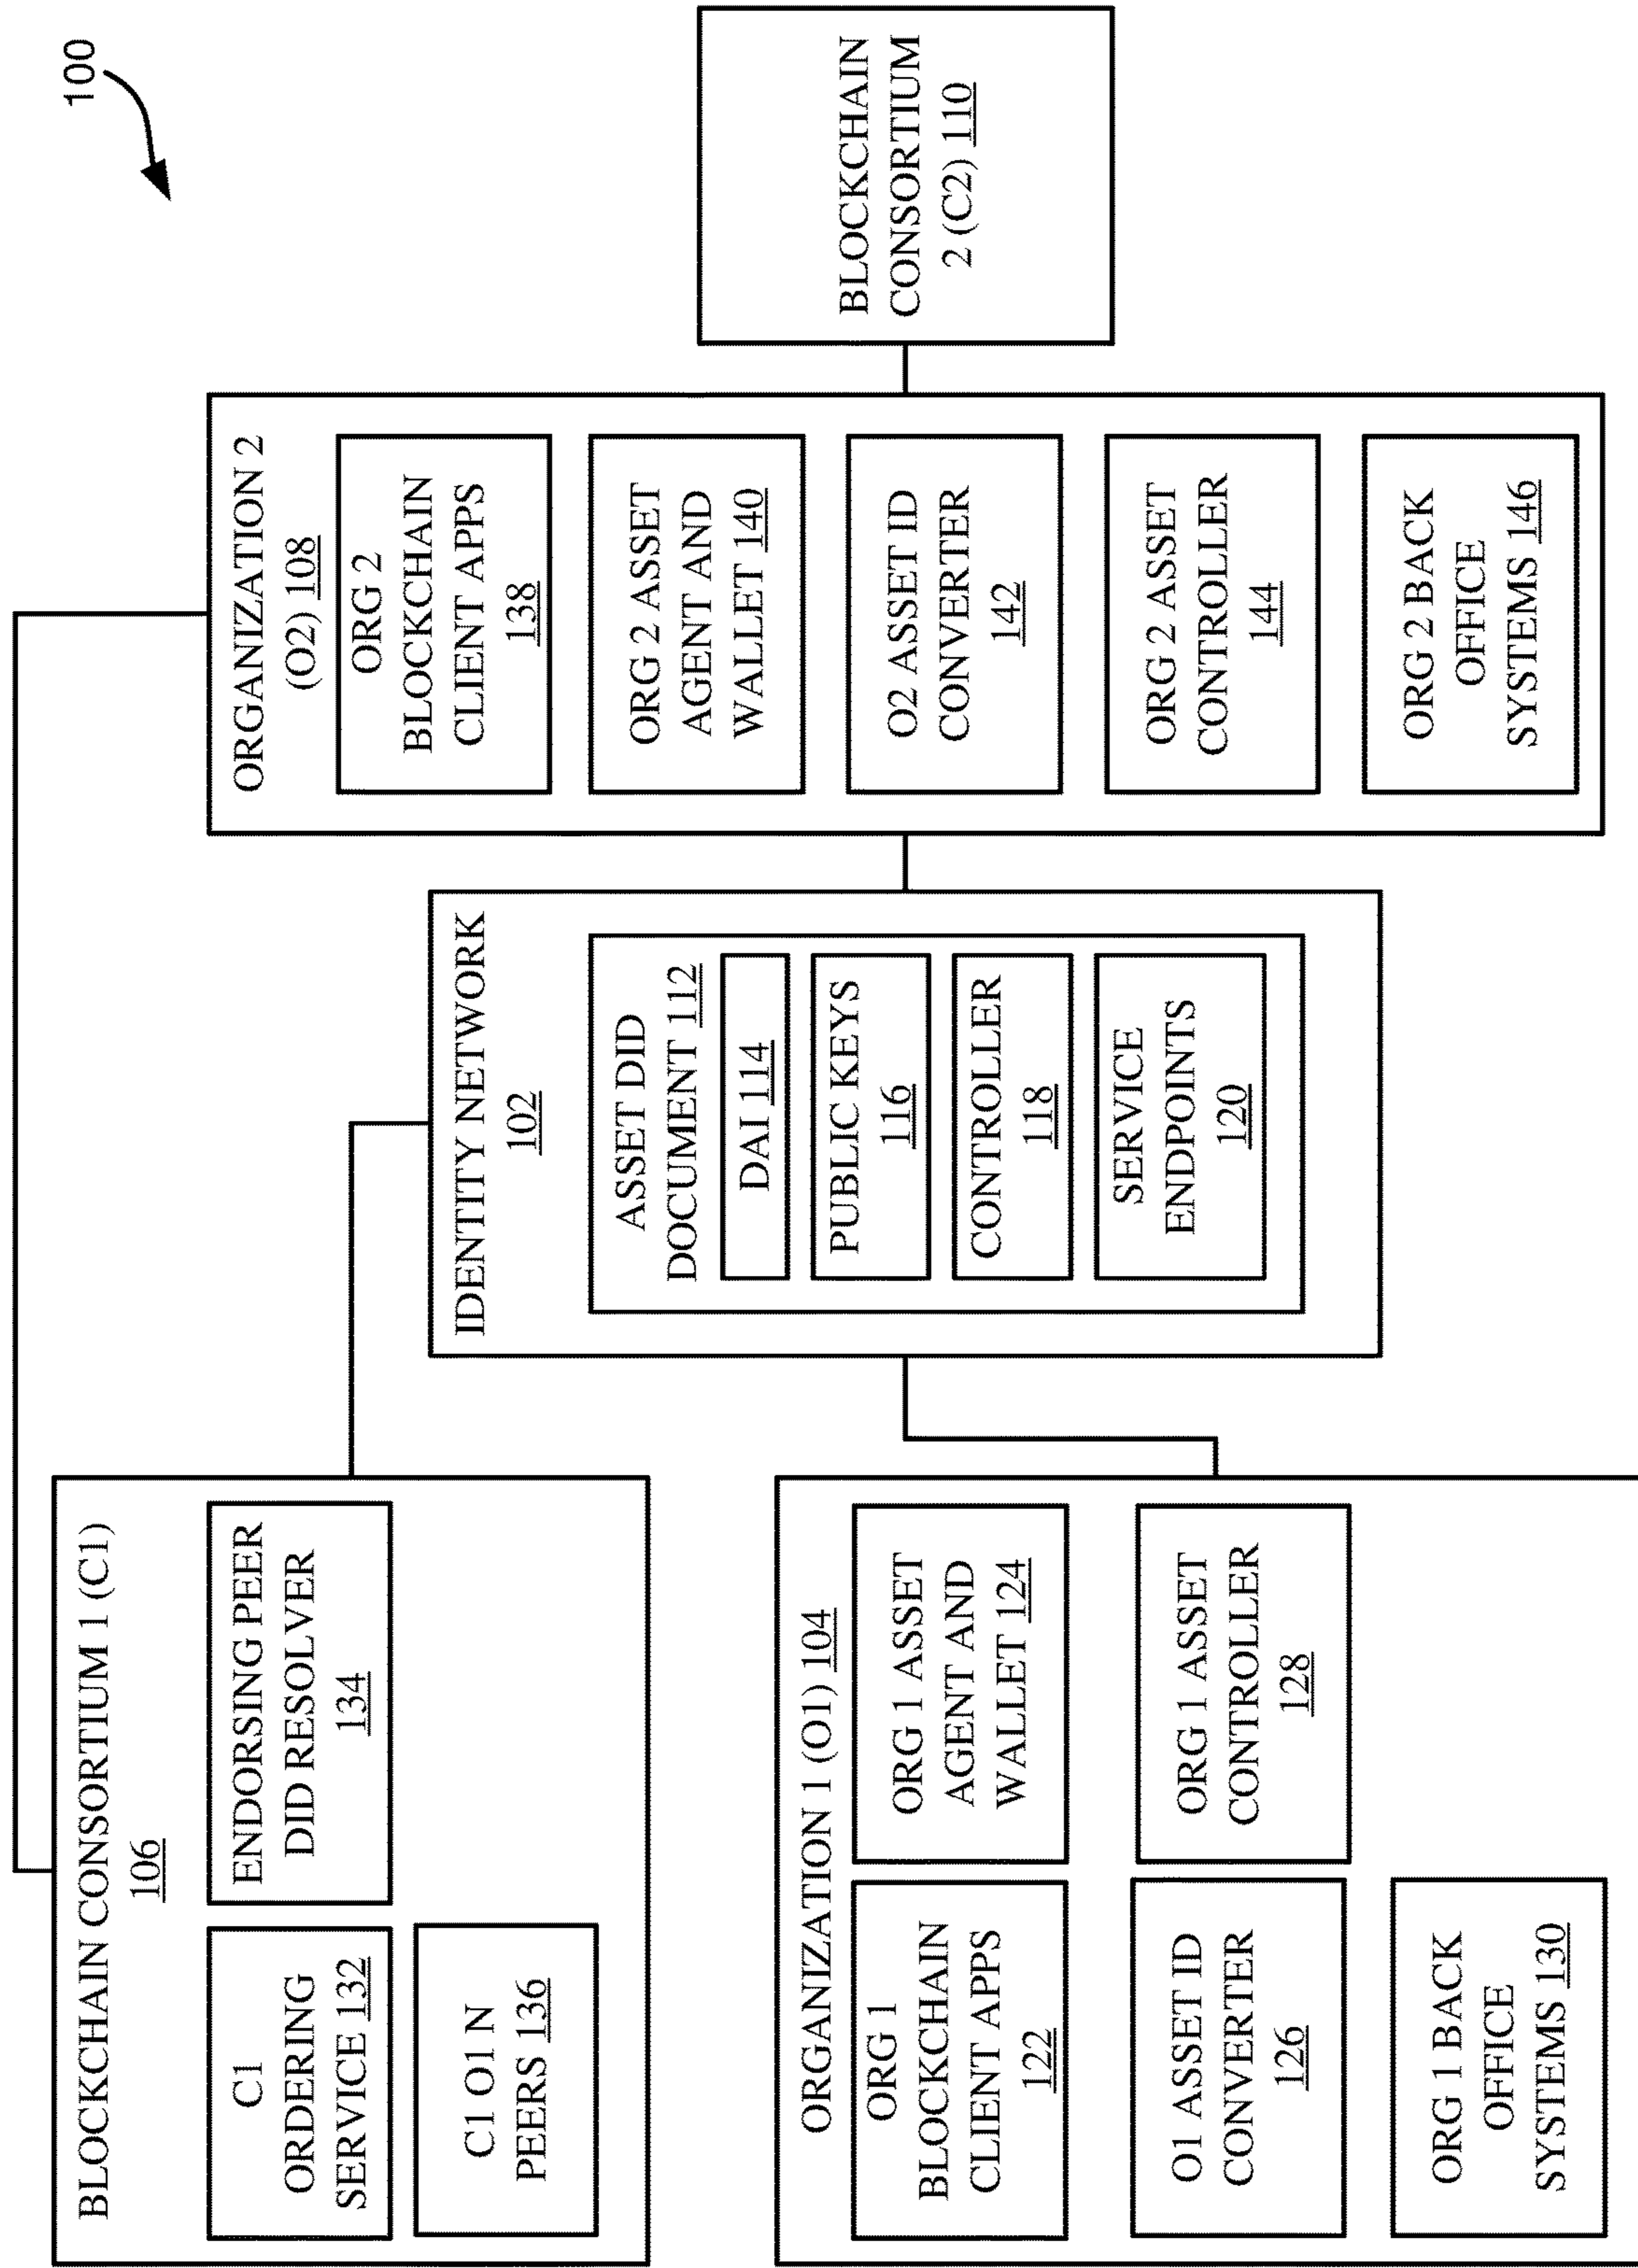 100
BLOCKCHAIN CONSORTIUM 1 (C1)
106
C1
ORDERING
SERVICE 132
ENDORSING PEER
DID RESOLVER
134
C1 O1 N
PEERS 136
ORGANIZATION 1 (O1) 104
ORG 1
BLOCKCHAIN
CLIENT APPS
122
ORG 1 ASSET
AGENT AND
WALLET 124
O1 ASSET ID
CONVERTER
126
ORG 1 ASSET
CONTROLLER
128
ORG 1 BACK
OFFICE
SYSTEMS 130
IDENTITY NETWORK
102
ASSET DID
DOCUMENT 112
DAI 114
PUBLIC KEYS
116
CONTROLLER
118
SERVICE
ENDPOINTS
120
ORGANIZATION 2
(O2) 108
ORG 2
BLOCKCHAIN
CLIENT APPS
138
ORG 2 ASSET
AGENT AND
WALLET 140
O2 ASSET ID
CONVERTER
142
ORG 2 ASSET
CONTROLLER
144
ORG 2 BACK
OFFICE
SYSTEMS 146
BLOCKCHAIN
CONSORTIUM
2 (C2) 110